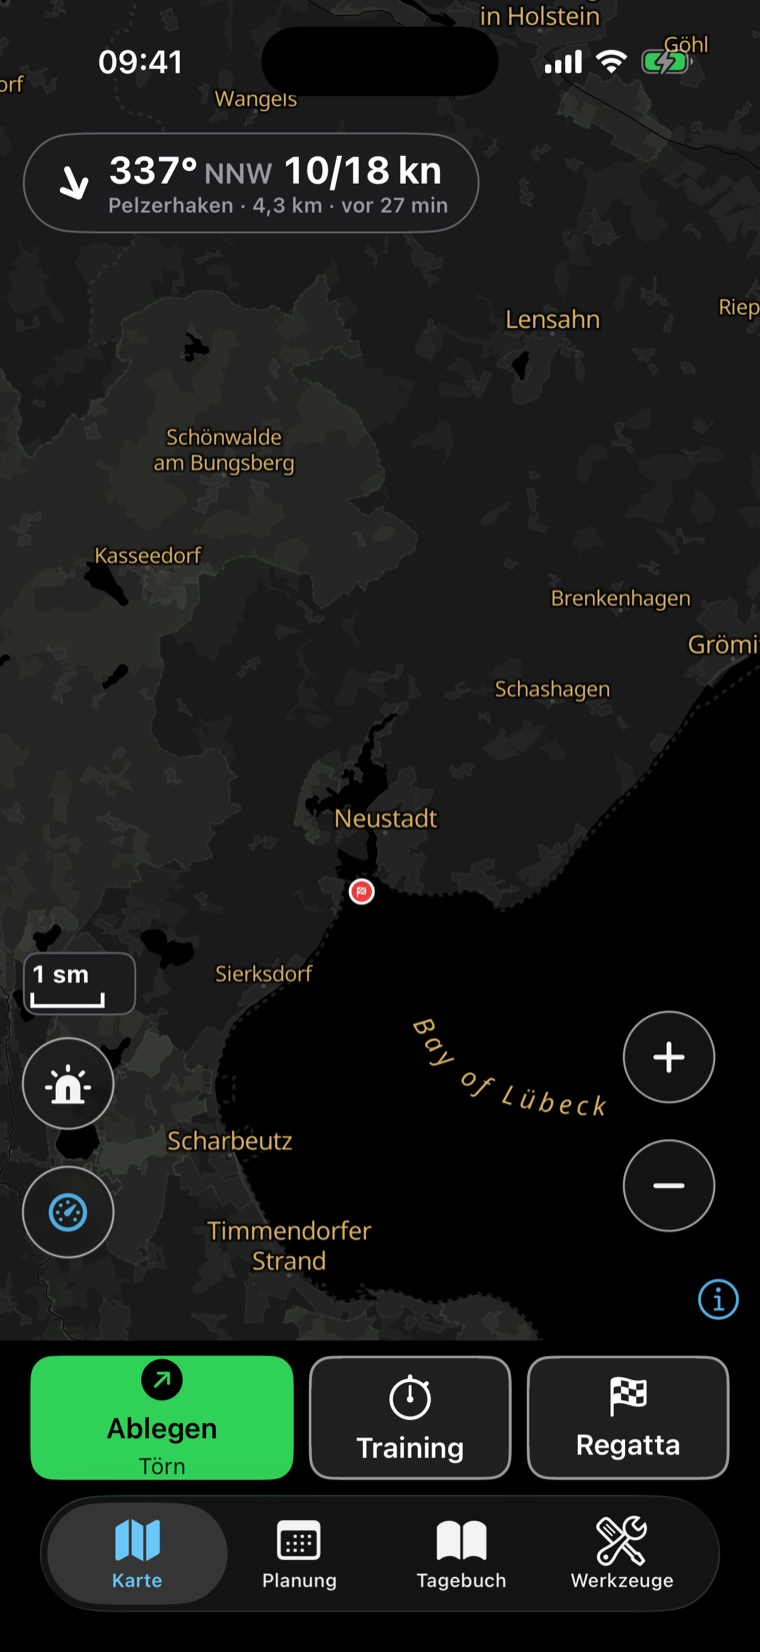 in Holstein
09:41
Göhl
orf
Wangels
337° NNW 10/18 kn
Pelzerhaken · 4,3 km · vor 27 min
Riep
Lensahn
Schönwalde
am Bungsberg
Kasseedorf
Brenkenhagen
Grömi
Schashagen
Neustadt
Sierksdorf
1 sm
Bay of Lübeck
Scharbeutz
Timmendorfer
Strand
Ablegen
Törn
Training
Regatta
Karte
Planung
Tagebuch
Werkzeuge